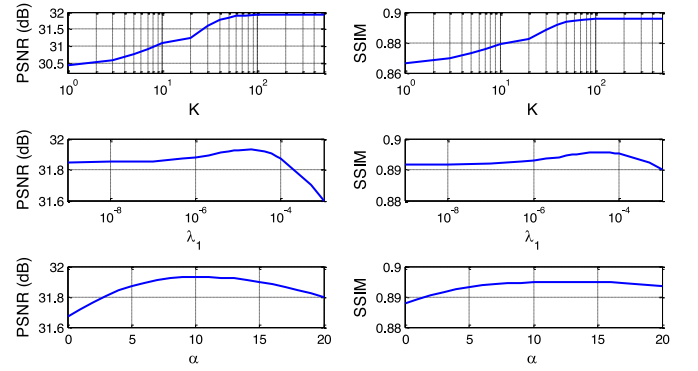 PSNR (dB)
32
31.5
31
30.5
10^0
10^1
10^2
K
SSIM
0.9
0.88
0.86
10^0
10^1
10^2
K
PSNR (dB)
32
31.8
31.6
10^-8
10^-6
10^-4
λ_1
SSIM
0.9
0.89
0.88
10^-8
10^-6
10^-4
λ_1
PSNR (dB)
32
31.8
31.6
0 5 10 15 20
α
SSIM
0.9
0.89
0.88
0 5 10 15 20
α